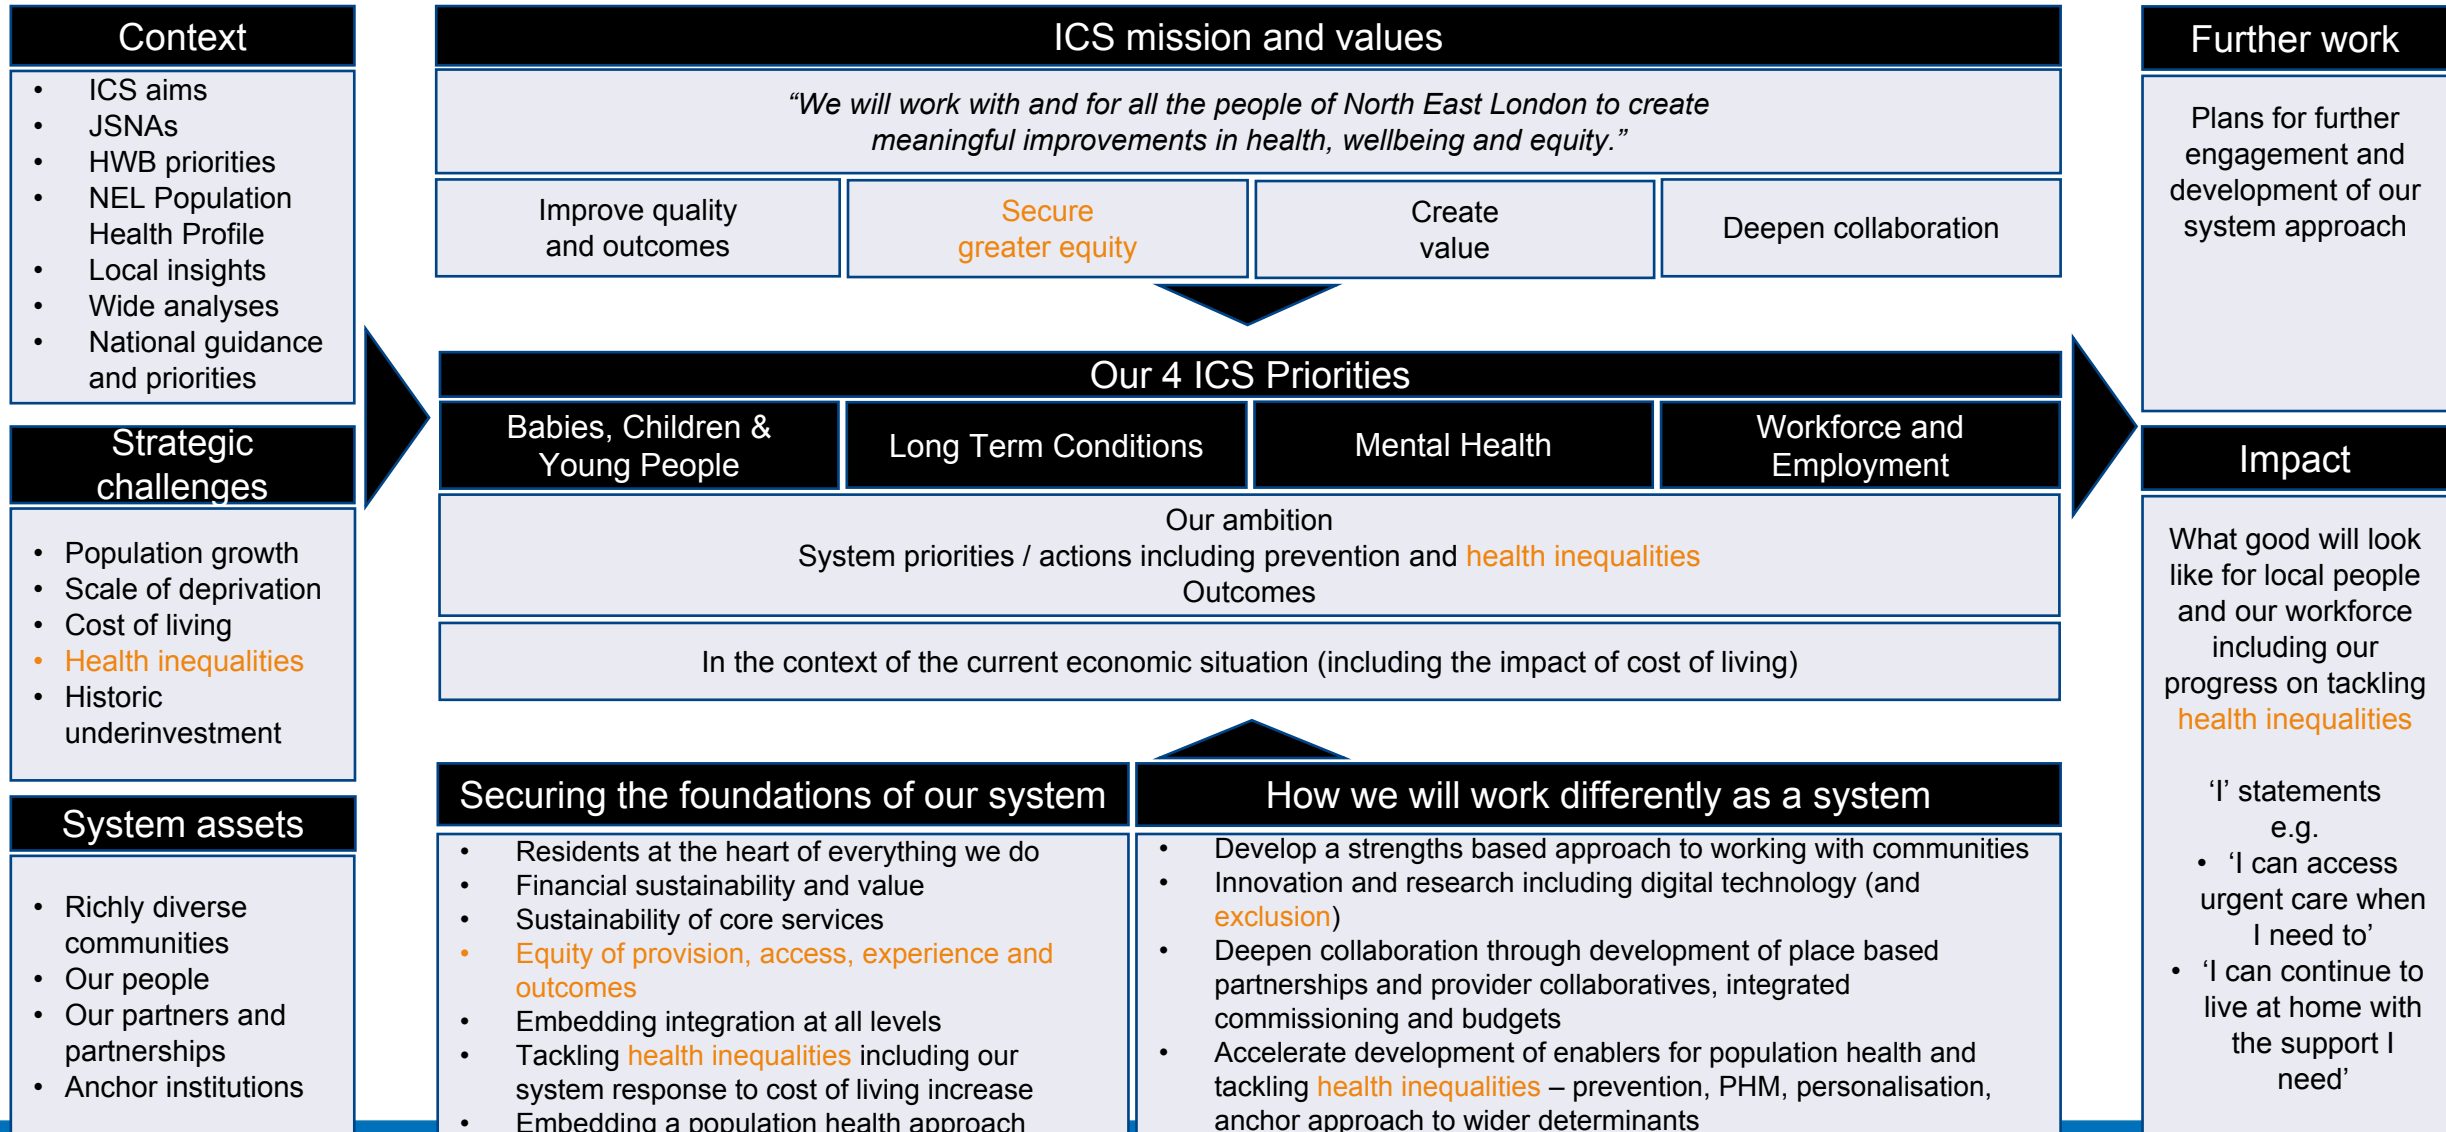 Context
• ICS aims
• JSNAs
• HWB priorities
• NEL Population
Health Profile
• Local insights
• Wide analyses
• National guidance
and priorities
Strategic
challenges
• Population growth
• Scale of deprivation
• Cost of living
• Health inequalities
• Historic
underinvestment
System assets
• Richly diverse
communities
• Our people
• Our partners and
partnerships
• Anchor institutions
ICS mission and values
“We will work with and for all the people of North East London to create
meaningful improvements in health, wellbeing and equity.”
Improve quality
and outcomes
Secure
greater equity
Create
value
Deepen collaboration
Our 4 ICS Priorities
Babies, Children &
Young People
Long Term Conditions
Mental Health
Workforce and
Employment
Our ambition
System priorities / actions including prevention and health inequalities
Outcomes
In the context of the current economic situation (including the impact of cost of living)
Securing the foundations of our system
• Residents at the heart of everything we do
• Financial sustainability and value
• Sustainability of core services
• Equity of provision, access, experience and
outcomes
• Embedding integration at all levels
• Tackling health inequalities including our
system response to cost of living increase
• Embedding a population health approach
How we will work differently as a system
• Develop a strengths based approach to working with communities
• Innovation and research including digital technology (and
exclusion)
• Deepen collaboration through development of place based
partnerships and provider collaboratives, integrated
commissioning and budgets
• Accelerate development of enablers for population health and
tackling health inequalities – prevention, PHM, personalisation,
anchor approach to wider determinants
Further work
Plans for further
engagement and
development of our
system approach
Impact
What good will look
like for local people
and our workforce
including our
progress on tackling
health inequalities
‘I’ statements
e.g.
• ‘I can access
urgent care when
I need to’
• ‘I can continue to
live at home with
the support I
need’